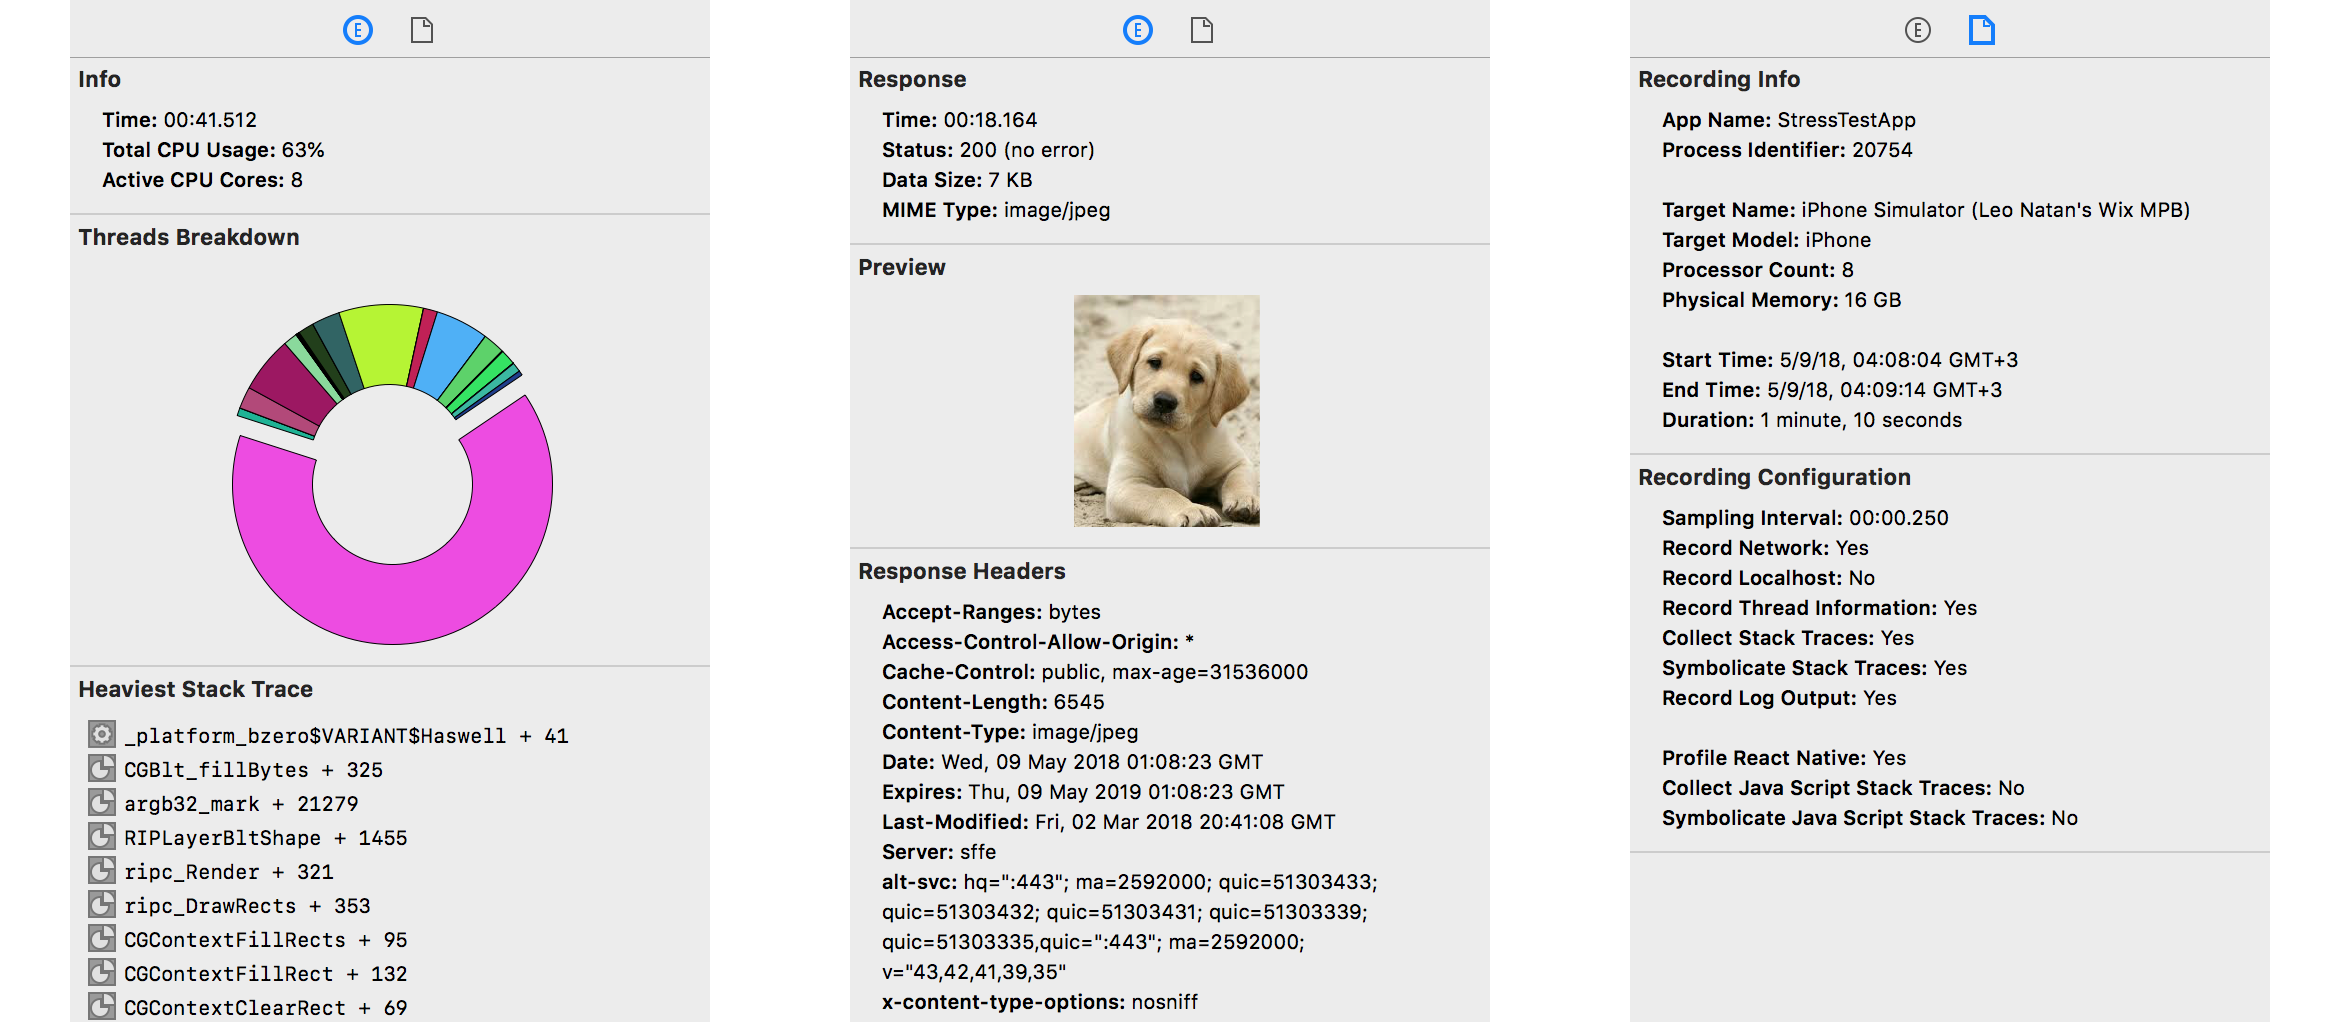 E
Info
Time: 00:41.512
Total CPU Usage: 63%
Active CPU Cores: 8
Threads Breakdown
Heaviest Stack Trace
_platform_bzero$VARIANT$Haswell + 41
CGBlt_fillBytes + 325
argb32_mark + 21279
RIPLayerBltShape + 1455
ripc_Render + 321
ripc_DrawRects + 353
CGContextFillRects + 95
CGContextFillRect + 132
CGContextClearRect + 69
E
Response
Time: 00:18.164
Status: 200 (no error)
Data Size: 7 KB
MIME Type: image/jpeg
Preview
Response Headers
Accept-Ranges: bytes
Access-Control-Allow-Origin: *
Cache-Control: public, max-age=31536000
Content-Length: 6545
Content-Type: image/jpeg
Date: Wed, 09 May 2018 01:08:23 GMT
Expires: Thu, 09 May 2019 01:08:23 GMT
Last-Modified: Fri, 02 Mar 2018 20:41:08 GMT
Server: sffe
alt-svc: hq=":443"; ma=2592000; quic=51303433;
quic=51303432; quic=51303431; quic=51303339;
quic=51303335,quic=":443"; ma=2592000;
v="43,42,41,39,35"
x-content-type-options: nosniff
E
Recording Info
App Name: StressTestApp
Process Identifier: 20754
Target Name: iPhone Simulator (Leo Natan's Wix MPB)
Target Model: iPhone
Processor Count: 8
Physical Memory: 16 GB
Start Time: 5/9/18, 04:08:04 GMT+3
End Time: 5/9/18, 04:09:14 GMT+3
Duration: 1 minute, 10 seconds
Recording Configuration
Sampling Interval: 00:00.250
Record Network: Yes
Record Localhost: No
Record Thread Information: Yes
Collect Stack Traces: Yes
Symbolicate Stack Traces: Yes
Record Log Output: Yes
Profile React Native: Yes
Collect Java Script Stack Traces: No
Symbolicate Java Script Stack Traces: No